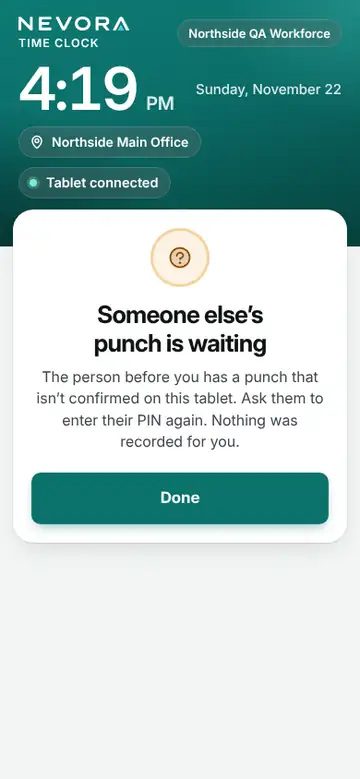 NEVORA
TIME CLOCK
Northside QA Workforce
4:19 PM
Sunday, November 22
Northside Main Office
Tablet connected
Someone else’s
punch is waiting
The person before you has a punch that
isn’t confirmed on this tablet. Ask them to
enter their PIN again. Nothing was
recorded for you.
Done